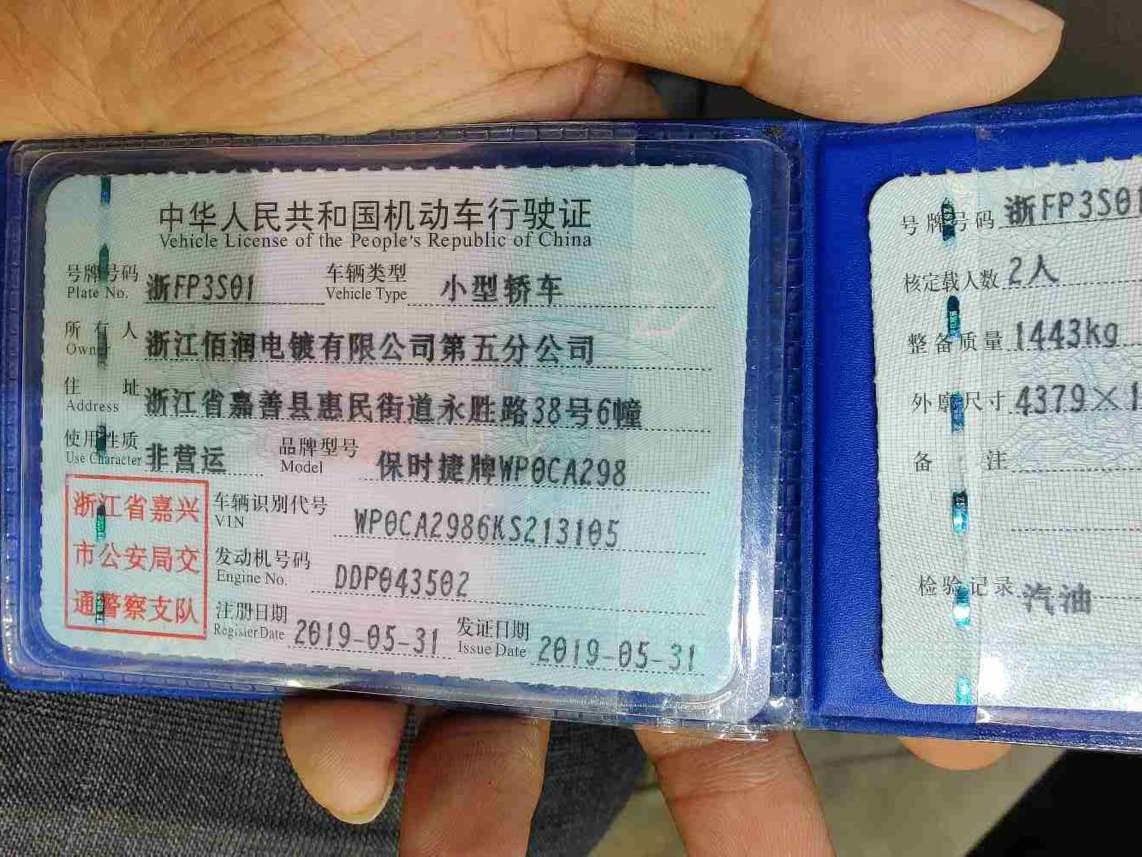 中华人民共和国机动车行驶证
Vehicle License of the People's Republic of China
号牌号码 浙FP3S01 车辆类型 小型轿车
Plate No. Vehicle Type
所有人 浙江佰润电镀有限公司第五分公司
Owner
住址 浙江省嘉善县惠民街道永胜路38号6幢
Address
使用性质 非营运 品牌型号 保时捷牌WP0CA298
Use Character Model
浙江省嘉兴
市公安局交
通警察支队
车辆识别代号 WP0CA2986KS213105
VIN
发动机号码 DDP043502
Engine No.
注册日期 2019-05-31 发证日期 2019-05-31
Register Date Issue Date
号牌号码 浙FP3S01
核定载人数 2人
整备质量 1443kg
外廓尺寸 4379×1
备注
检验记录 汽油